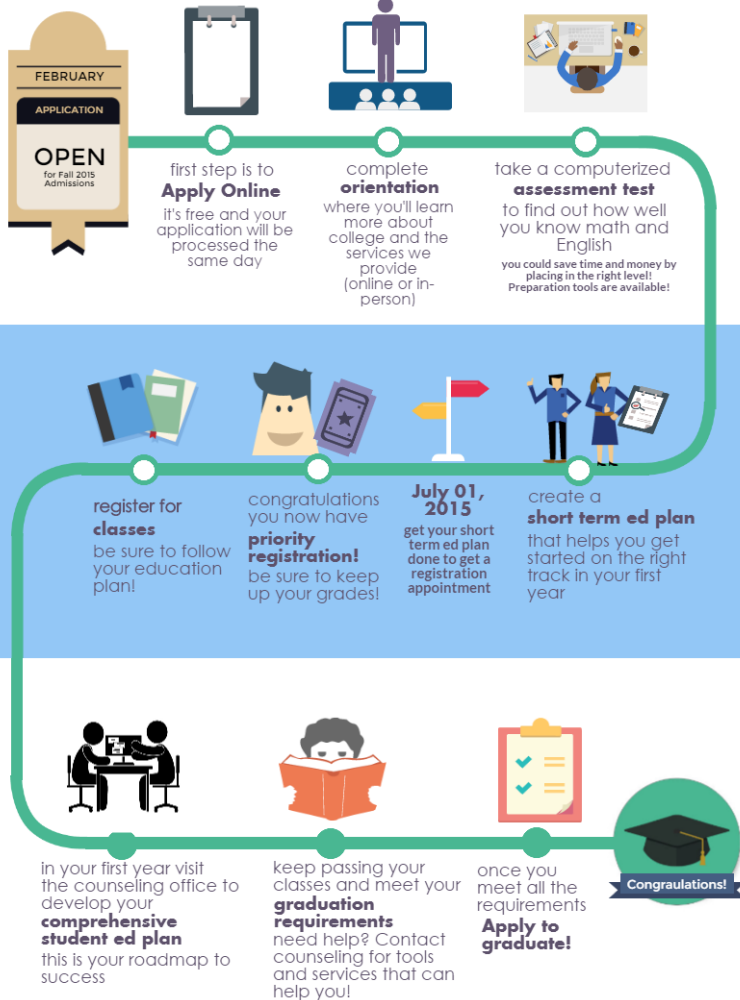 FEBRUARY
APPLICATION
OPEN
for Fall 2015
Admissions
first step is to
Apply Online
it's free and your
application will be
processed the
same day
complete
orientation
where you'll learn
more about
college and the
services we
provide
(online or in-
person)
take a computerized
assessment test
to find out how well
you know math and
English
you could save time and money by
placing in the right level!
Preparation tools are available!
create a
short term ed plan
that helps you get
started on the right
track in your first
year
July 01,
2015
get your short
term ed plan
done to get a
registration
appointment
congratulations
you now have
priority
registration!
be sure to keep
up your grades!
register for
classes
be sure to follow
your education
plan!
in your first year visit
the counseling office to
develop your
comprehensive
student ed plan
this is your roadmap to
success
keep passing your
classes and meet your
graduation
requirements
need help? Contact
counseling for tools
and services that can
help you!
once you
meet all the
requirements
Apply to
graduate!
Congraulations!